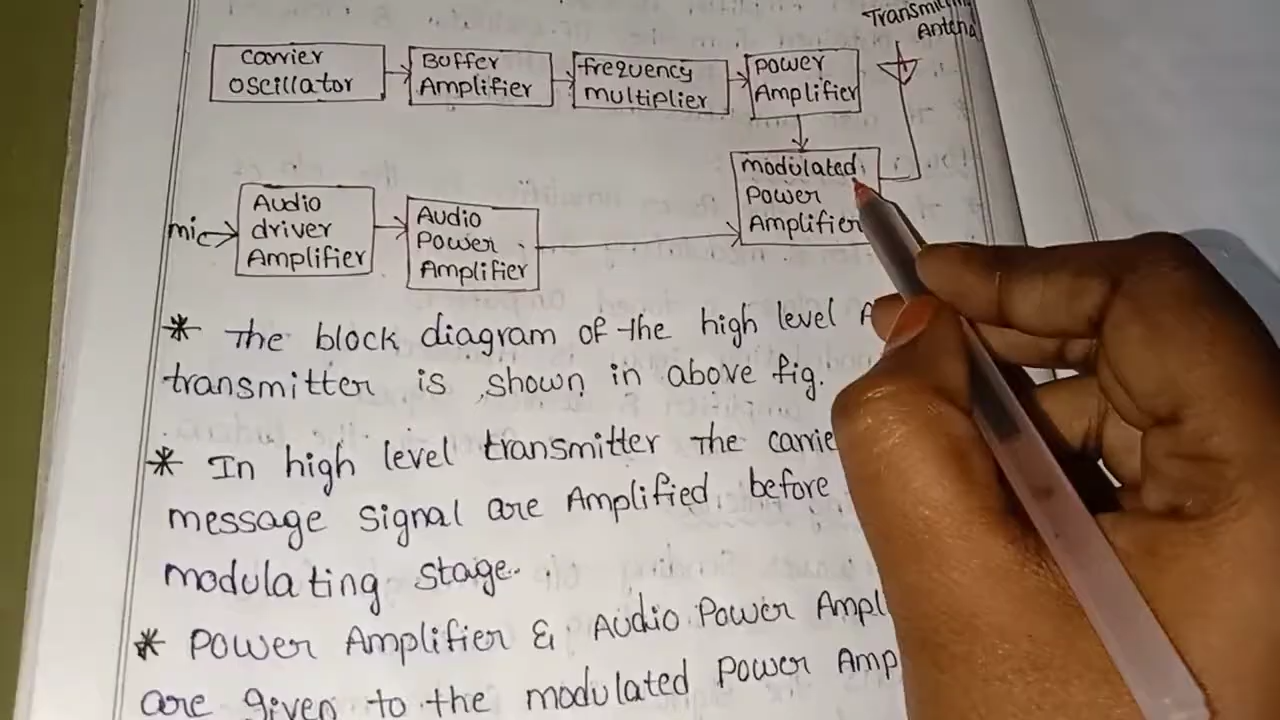 Transmitting
Antena
Carrier
Oscillator
Buffer
Amplifier
frequency
multiplier
Power
Amplifier
modulated
Power
Amplifier
mic
Audio
driver
Amplifier
Audio
Power
Amplifier
* The block diagram of the high level
transmitter is shown in above fig.
* In high level transmitter The
message signal are Amplified before
modulating stage.
* Power Amplifier & Audio Power
are given to the modulated Power